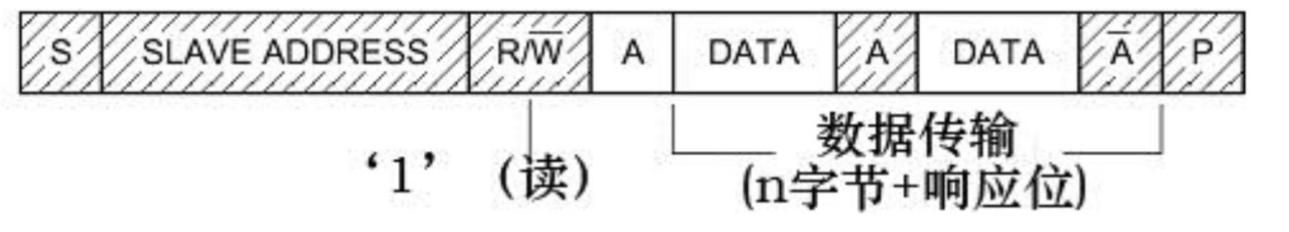 S SLAVE ADDRESS R/W̅ A DATA A DATA A̅ P
‘1’ (读)
数据传输
(n字节+响应位)